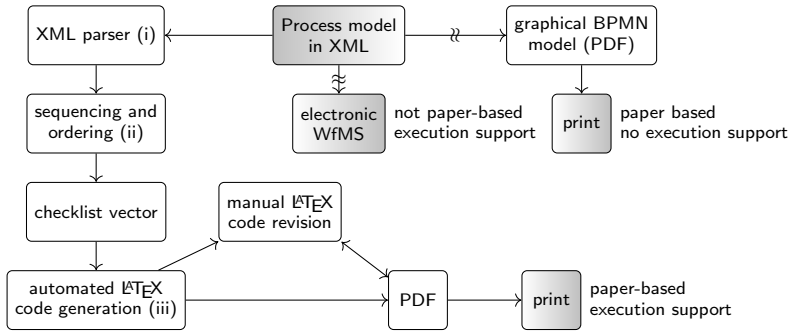 XML parser (i)
Process model
in XML
graphical BPMN
model (PDF)
sequencing and
ordering (ii)
electronic
WfMS
not paper-based
execution support
print
paper based
no execution support
checklist vector
manual LATEX
code revision
automated LATEX
code generation (iii)
PDF
print
paper-based
execution support